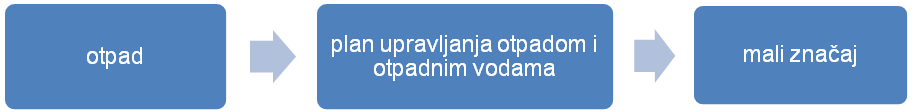 otpad
plan upravljanja otpadom i
otpadnim vodama
mali značaj